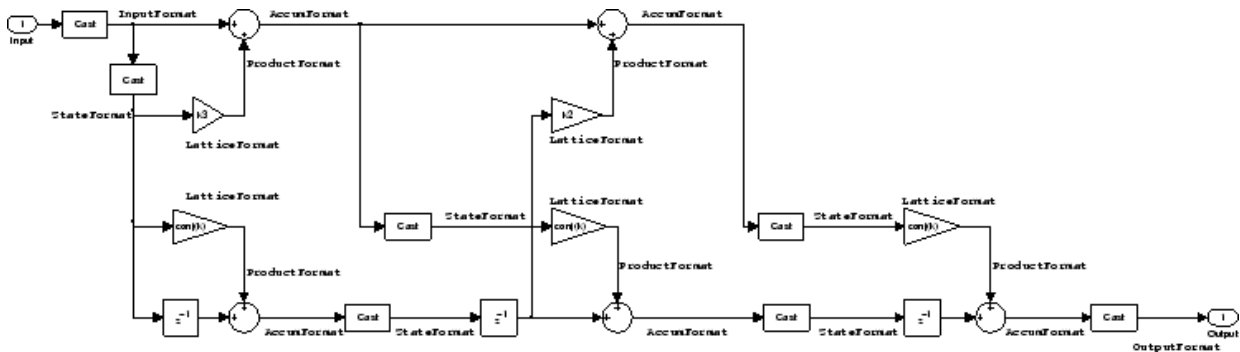 InputFormat
AccumFormat
AccumFormat
1
Cast
Input
ProductFormat
ProductFormat
Cast
StateFormat
k3
k2
LatticeFormat
LatticeFormat
LatticeFormat
LatticeFormat
LatticeFormat
conj(k)
Cast
StateFormat
conj(k)
Cast
StateFormat
conj(k)
ProductFormat
ProductFormat
ProductFormat
z-1
Cast
z-1
Cast
z-1
Cast
1
AccumFormat
StateFormat
AccumFormat
StateFormat
AccumFormat
Output
OutputFormat